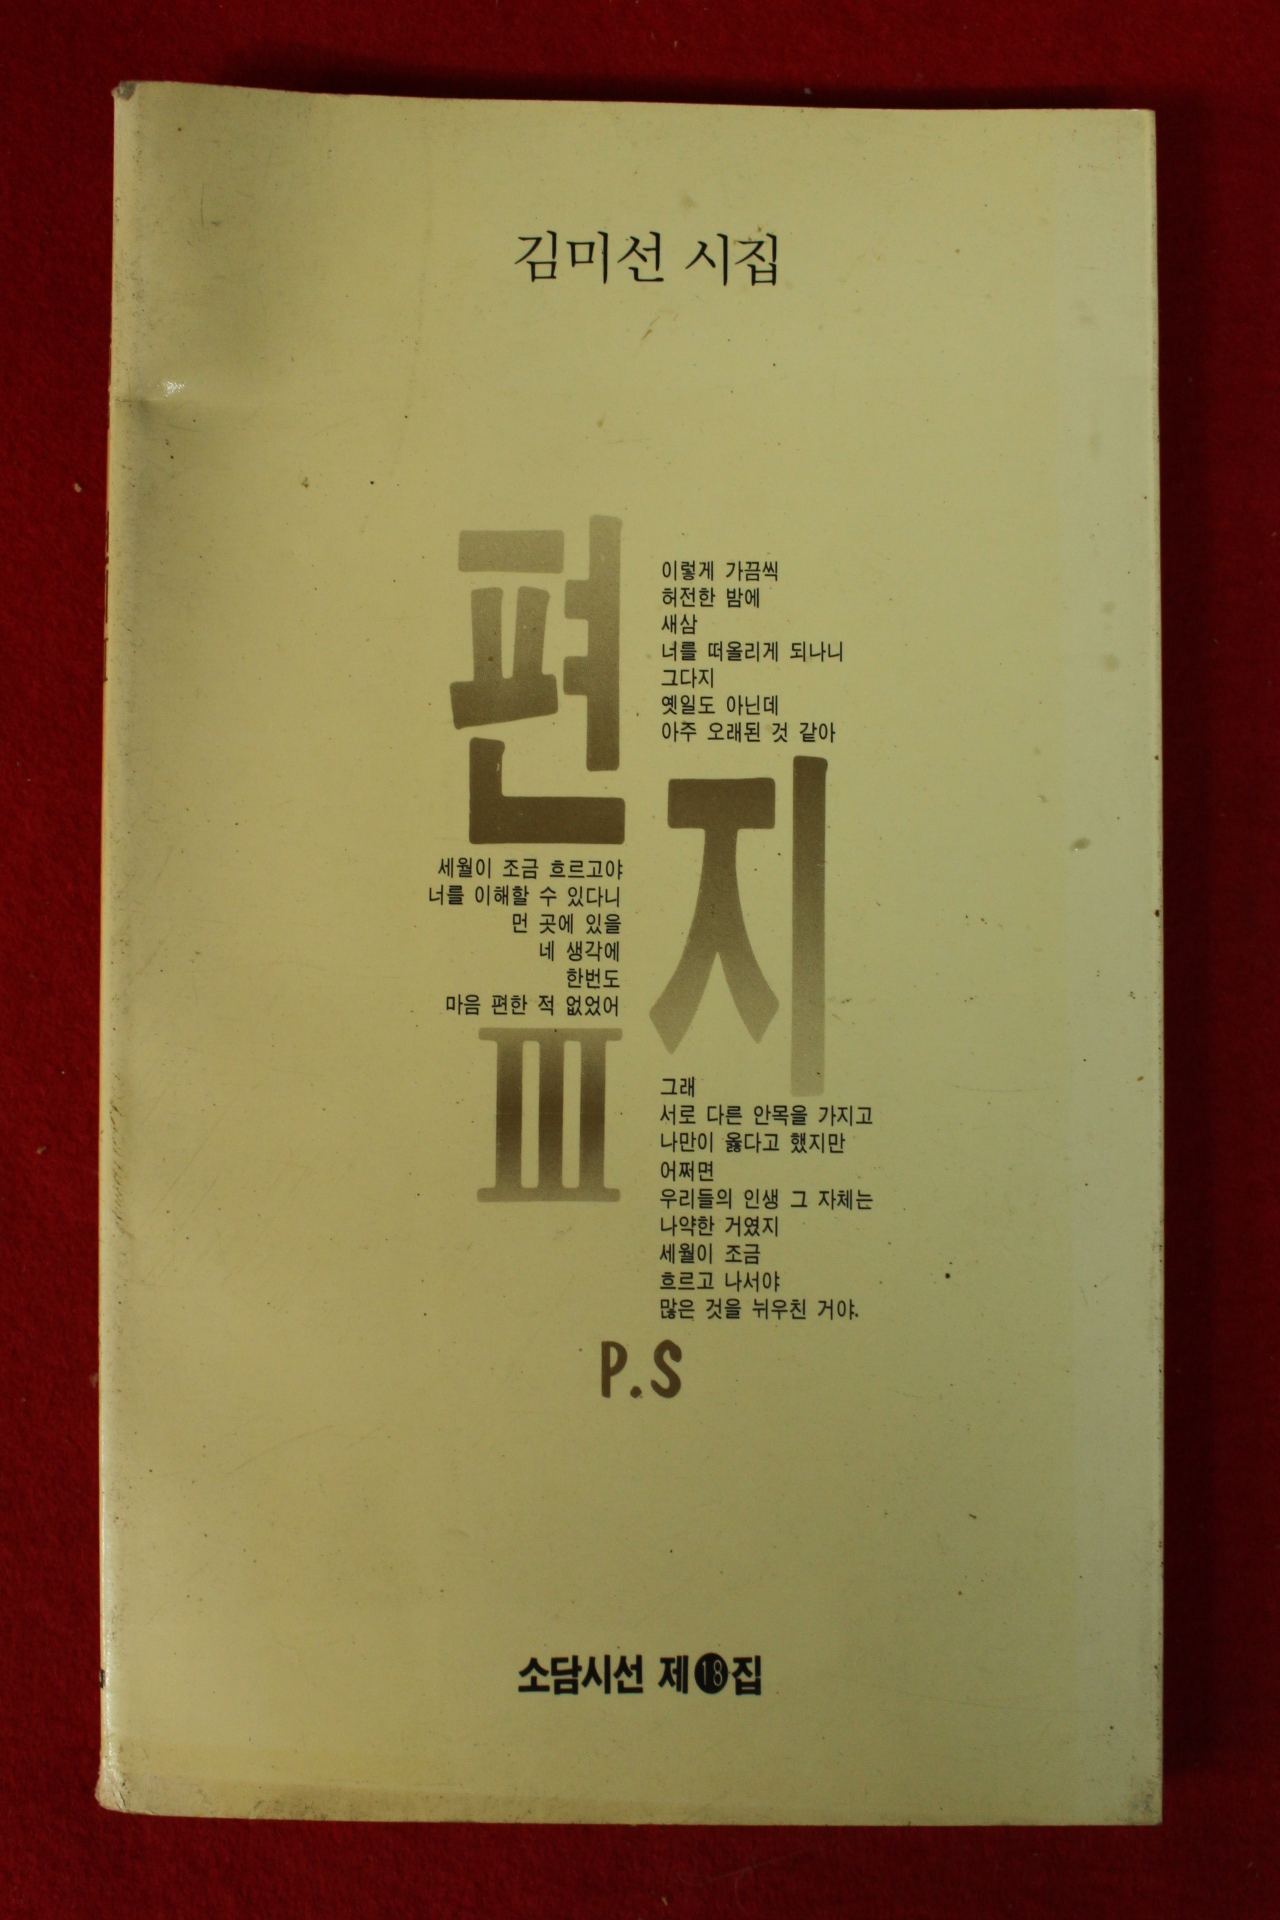 김미선 시집
편지
이렇게 가끔씩
허전한 밤에
새삼
너를 떠올리게 되나니
그다지
옛일도 아닌데
아주 오래된 것 같아
세월이 조금 흐르고야
너를 이해할 수 있다니
먼 곳에 있을
네 생각에
한번도
마음 편한 적 없었어
III
그래
서로 다른 안목을 가지고
나만이 옳다고 했지만
어쩌면
우리들의 인생 그 자체는
나약한 거였지
세월이 조금
흐르고 나서야
많은 것을 뉘우친 거야.
P.S
소담시선 제18집